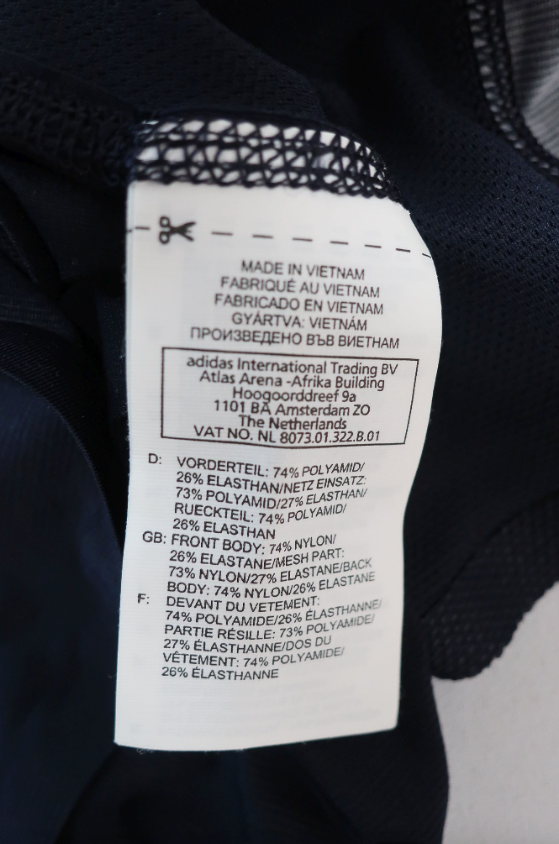 MADE IN VIETNAM
FABRIQUÉ AU VIETNAM
FABRICADO EN VIETNAM
GYÁRTVA: VIETNÁM
ПРОИЗВЕДЕНО ВЪВ ВИЕТНАМ
adidas International Trading BV
Atlas Arena -Afrika Building
Hoogoorddreef 9a
1101 BA Amsterdam ZO
The Netherlands
VAT NO. NL 8073.01.322.B.01
D: VORDERTEIL: 74% POLYAMID/
26% ELASTHAN/NETZ EINSATZ:
73% POLYAMID/27% ELASTHAN/
RUECKTEIL: 74% POLYAMID/
26% ELASTHAN
GB: FRONT BODY: 74% NYLON/
26% ELASTANE/MESH PART:
73% NYLON/27% ELASTANE/BACK
BODY: 74% NYLON/26% ELASTANE
F: DEVANT DU VETEMENT:
74% POLYAMIDE/26% ÉLASTHANNE/
PARTIE RÉSILLE: 73% POLYAMIDE/
27% ÉLASTHANNE/DOS DU
VÉTEMENT: 74% POLYAMIDE/
26% ÉLASTHANNE